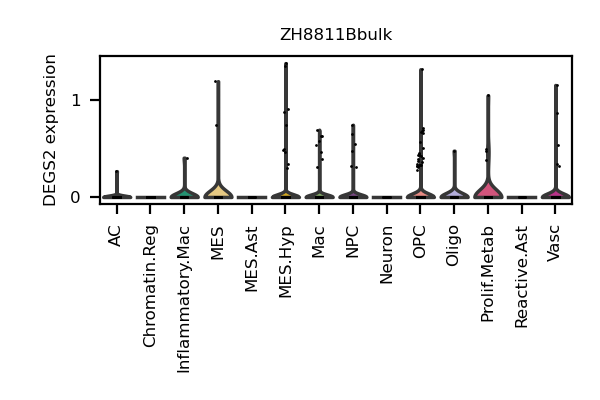 ZH8811Bbulk
DEGS2 expression
1
0
AC
Chromatin.Reg
Inflammatory.Mac
MES
MES.Ast
MES.Hyp
Mac
NPC
Neuron
OPC
Oligo
Prolif.Metab
Reactive.Ast
Vasc